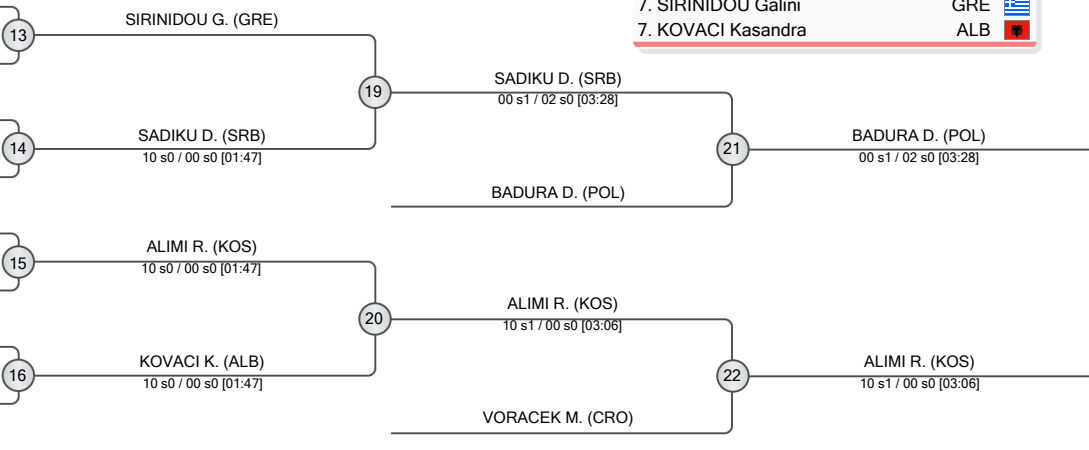 7. SIRINIDOU Galini GRE
7. KOVACI Kasandra ALB
13
SIRINIDOU G. (GRE)
19
SADIKU D. (SRB)
00 s1 / 02 s0 [03:28]
14
SADIKU D. (SRB)
10 s0 / 00 s0 [01:47]
21
BADURA D. (POL)
00 s1 / 02 s0 [03:28]
BADURA D. (POL)
15
ALIMI R. (KOS)
10 s0 / 00 s0 [01:47]
20
ALIMI R. (KOS)
10 s1 / 00 s0 [03:06]
16
KOVACI K. (ALB)
10 s0 / 00 s0 [01:47]
22
ALIMI R. (KOS)
10 s1 / 00 s0 [03:06]
VORACEK M. (CRO)